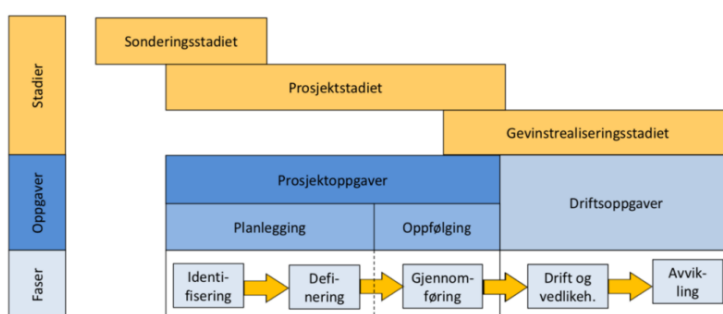 Stadier
Sonderingsstadiet
Prosjektstadiet
Gevinstrealiseringsstadiet
Oppgaver
Prosjektoppgaver
Planlegging
Oppfølging
Driftsoppgaver
Faser
Identi-
fisering
Defi-
nering
Gjennom-
føring
Drift og
vedlikeh.
Avvik-
ling